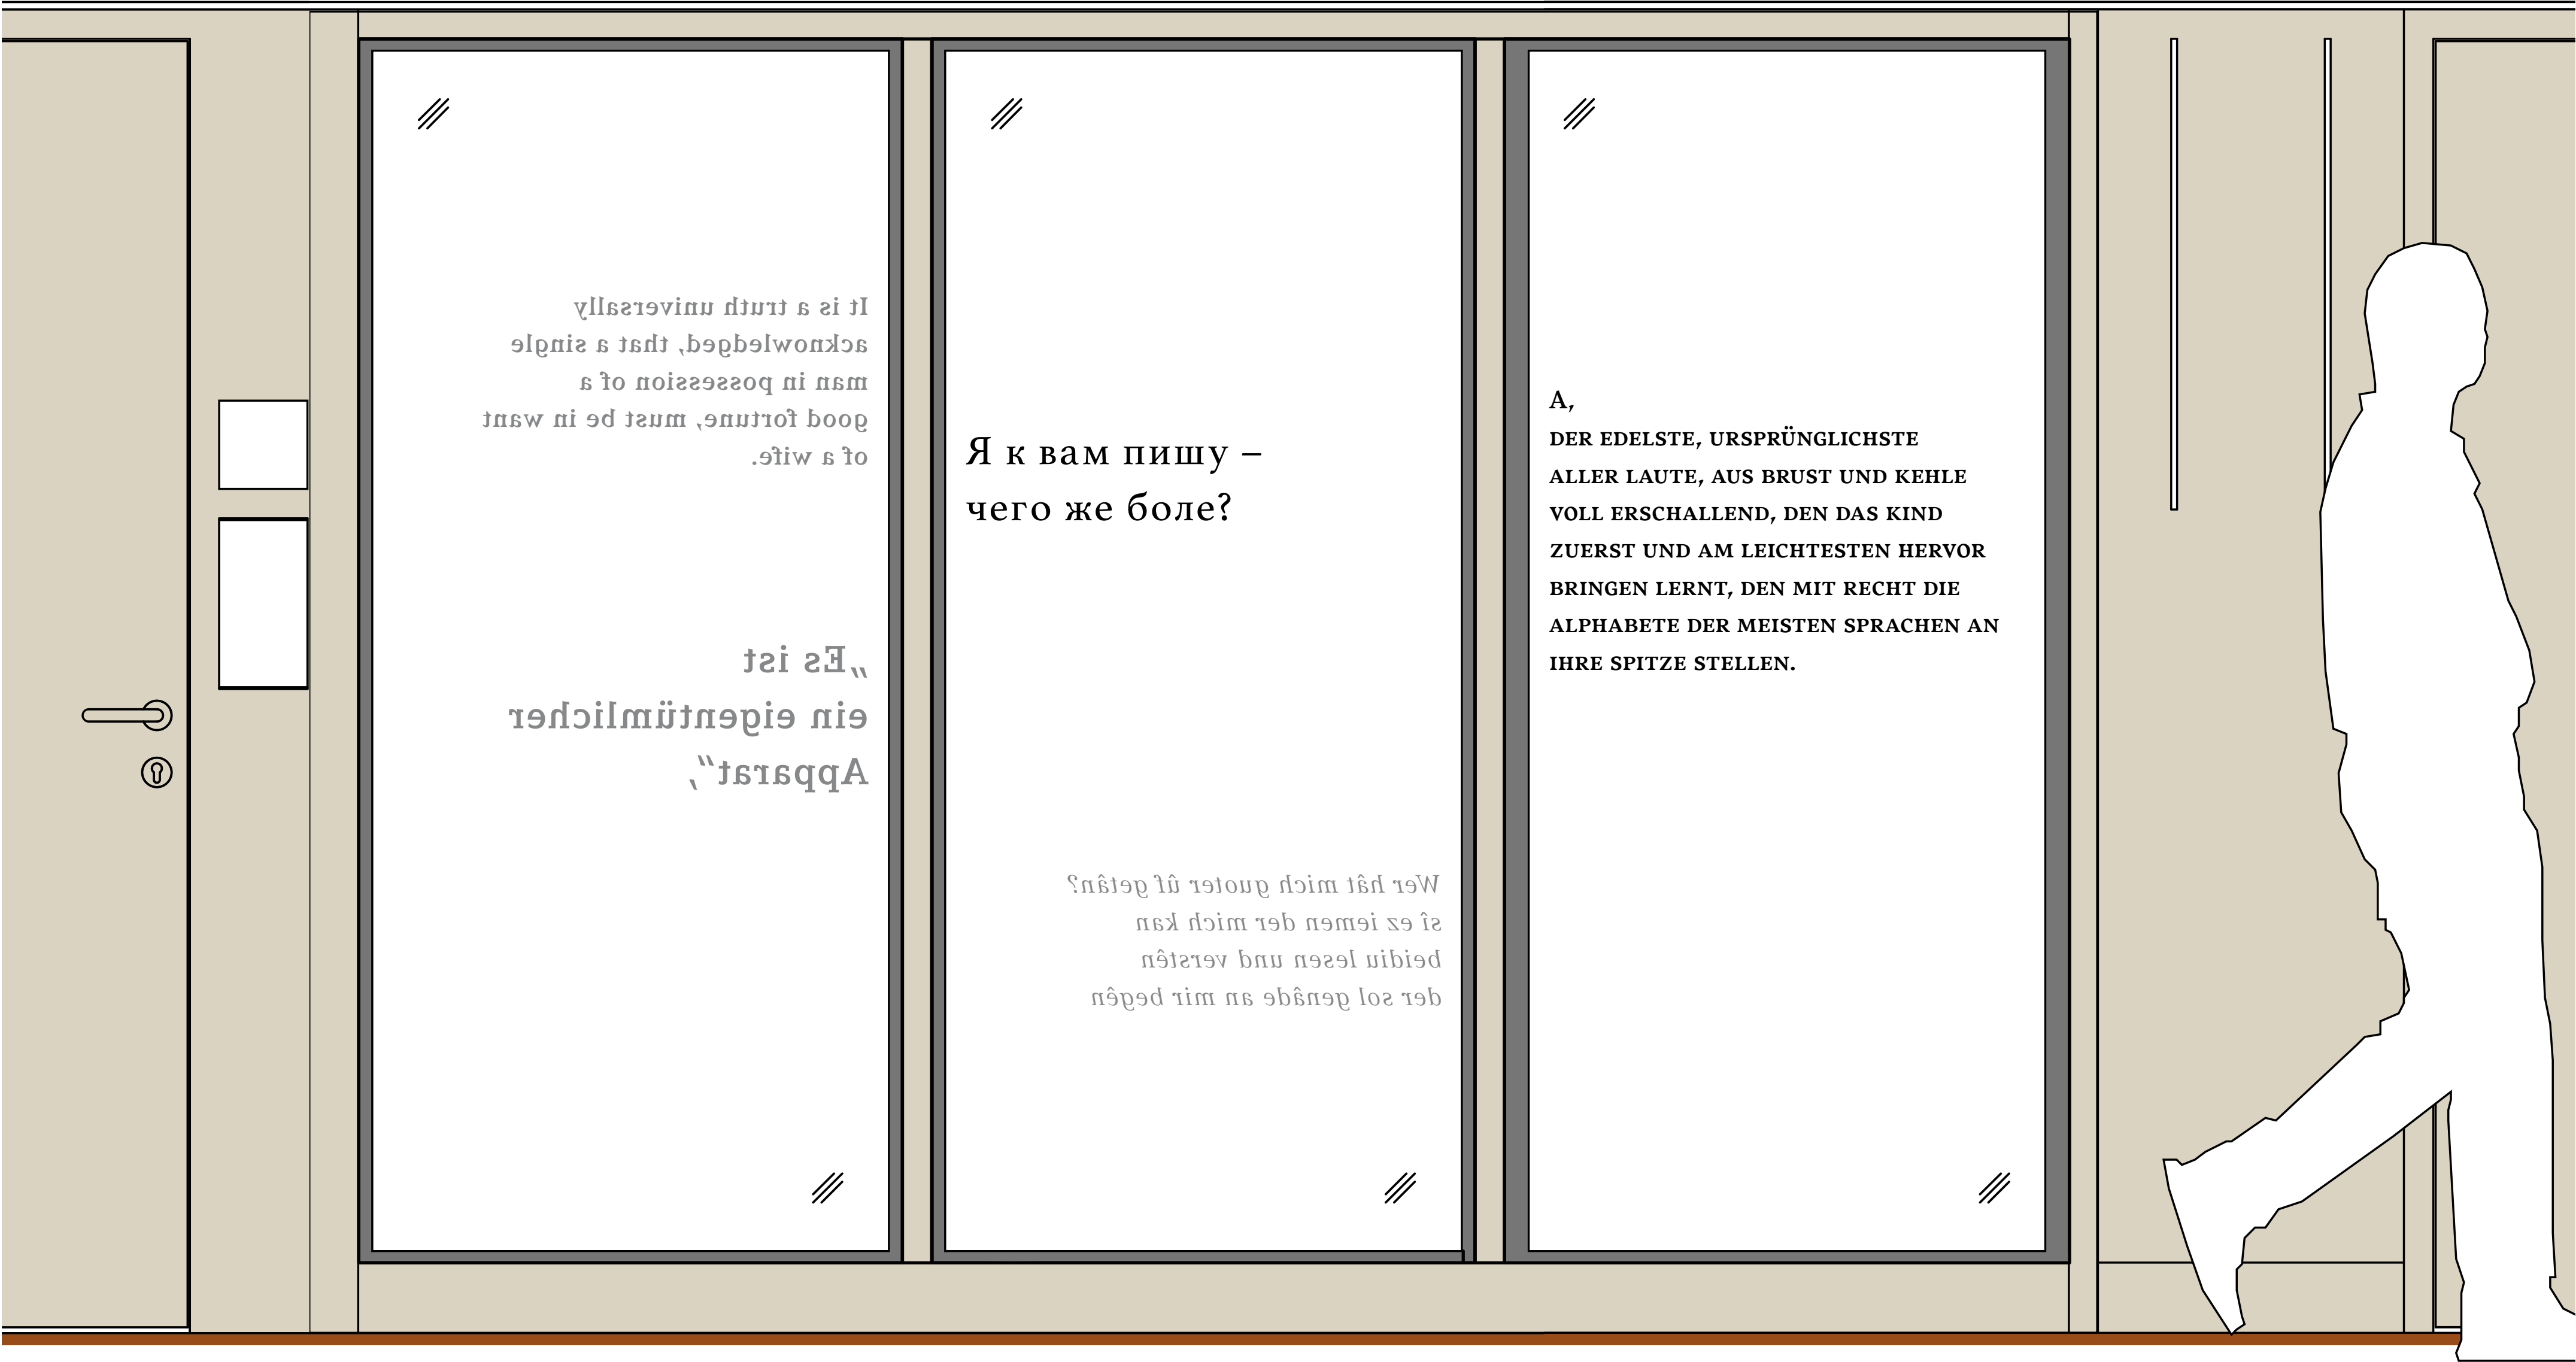 It is a truth universally
acknowledged, that a single
man in possession of a
good fortune, must be in want
of a wife.
„Es ist
ein eigentümlicher
Apparat“,
Я к вам пишу –
чего же боле?
Wer hât mich guoter ûf getân?
sî ez iemen der mich kan
beidiu lesen und verstên
der sol genâde an mir begên
A,
DER EDELSTE, URSPRÜNGLICHSTE
ALLER LAUTE, AUS BRUST UND KEHLE
VOLL ERSCHALLEND, DEN DAS KIND
ZUERST UND AM LEICHTESTEN HERVOR
BRINGEN LERNT, DEN MIT RECHT DIE
ALPHABETE DER MEISTEN SPRACHEN AN
IHRE SPITZE STELLEN.